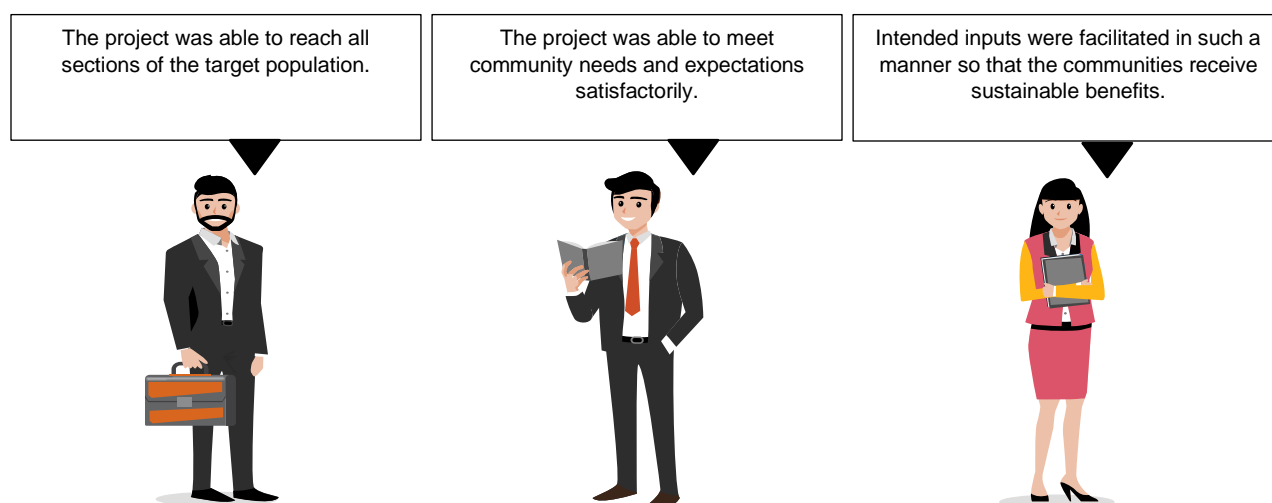 The project was able to reach all
sections of the target population.
The project was able to meet
community needs and expectations
satisfactorily.
Intended inputs were facilitated in such a
manner so that the communities receive
sustainable benefits.